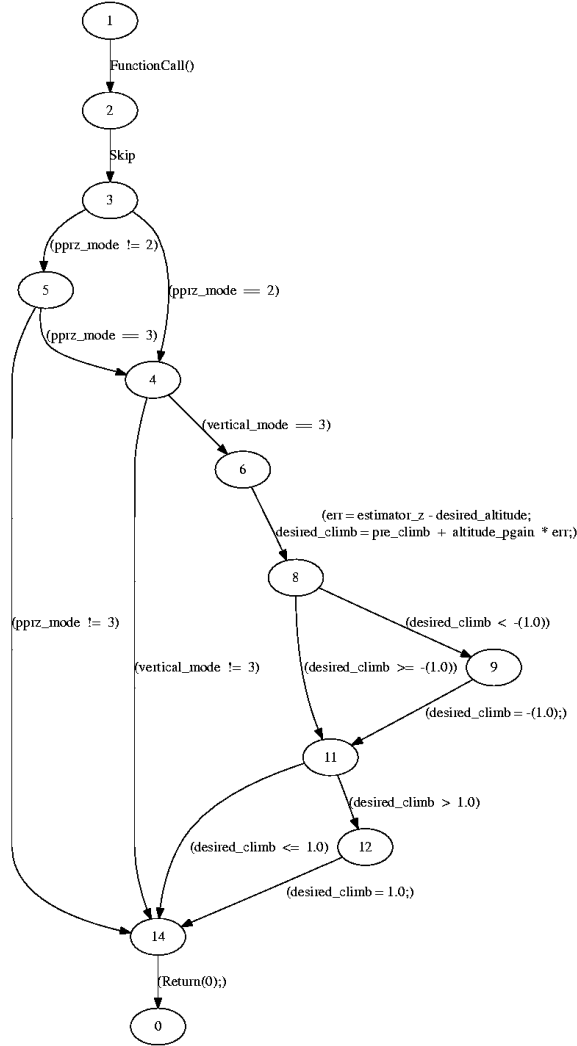 1
FunctionCall()
2
Skip
3
(pprz_mode != 2)
5
(pprz_mode == 2)
(pprz_mode == 3)
4
(vertical_mode == 3)
6
(err = estimator_z - desired_altitude;
desired_climb = pre_climb + altitude_pgain * err;)
8
(pprz_mode != 3)
(desired_climb < -(1.0))
(vertical_mode != 3)
(desired_climb >= -(1.0))
9
(desired_climb = -(1.0);)
11
(desired_climb > 1.0)
(desired_climb <= 1.0)
12
(desired_climb = 1.0;)
14
(Return(0);)
0